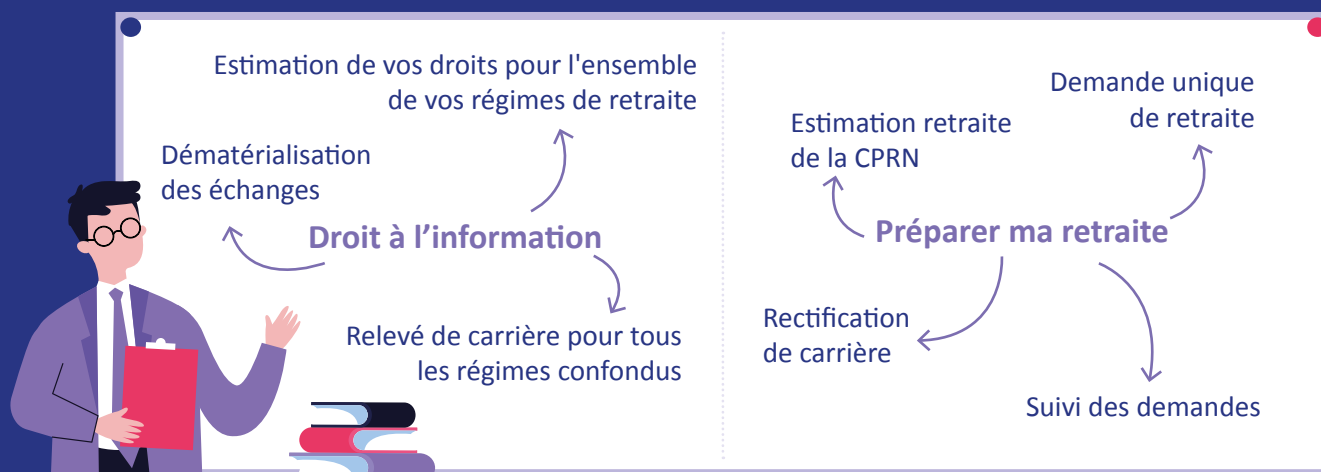 Estimation de vos droits pour l'ensemble
de vos régimes de retraite
Dématérialisation
des échanges
Droit à l’information
Relevé de carrière pour tous
les régimes confondus
Demande unique
de retraite
Estimation retraite
de la CPRN
Préparer ma retraite
Rectification
de carrière
Suivi des demandes